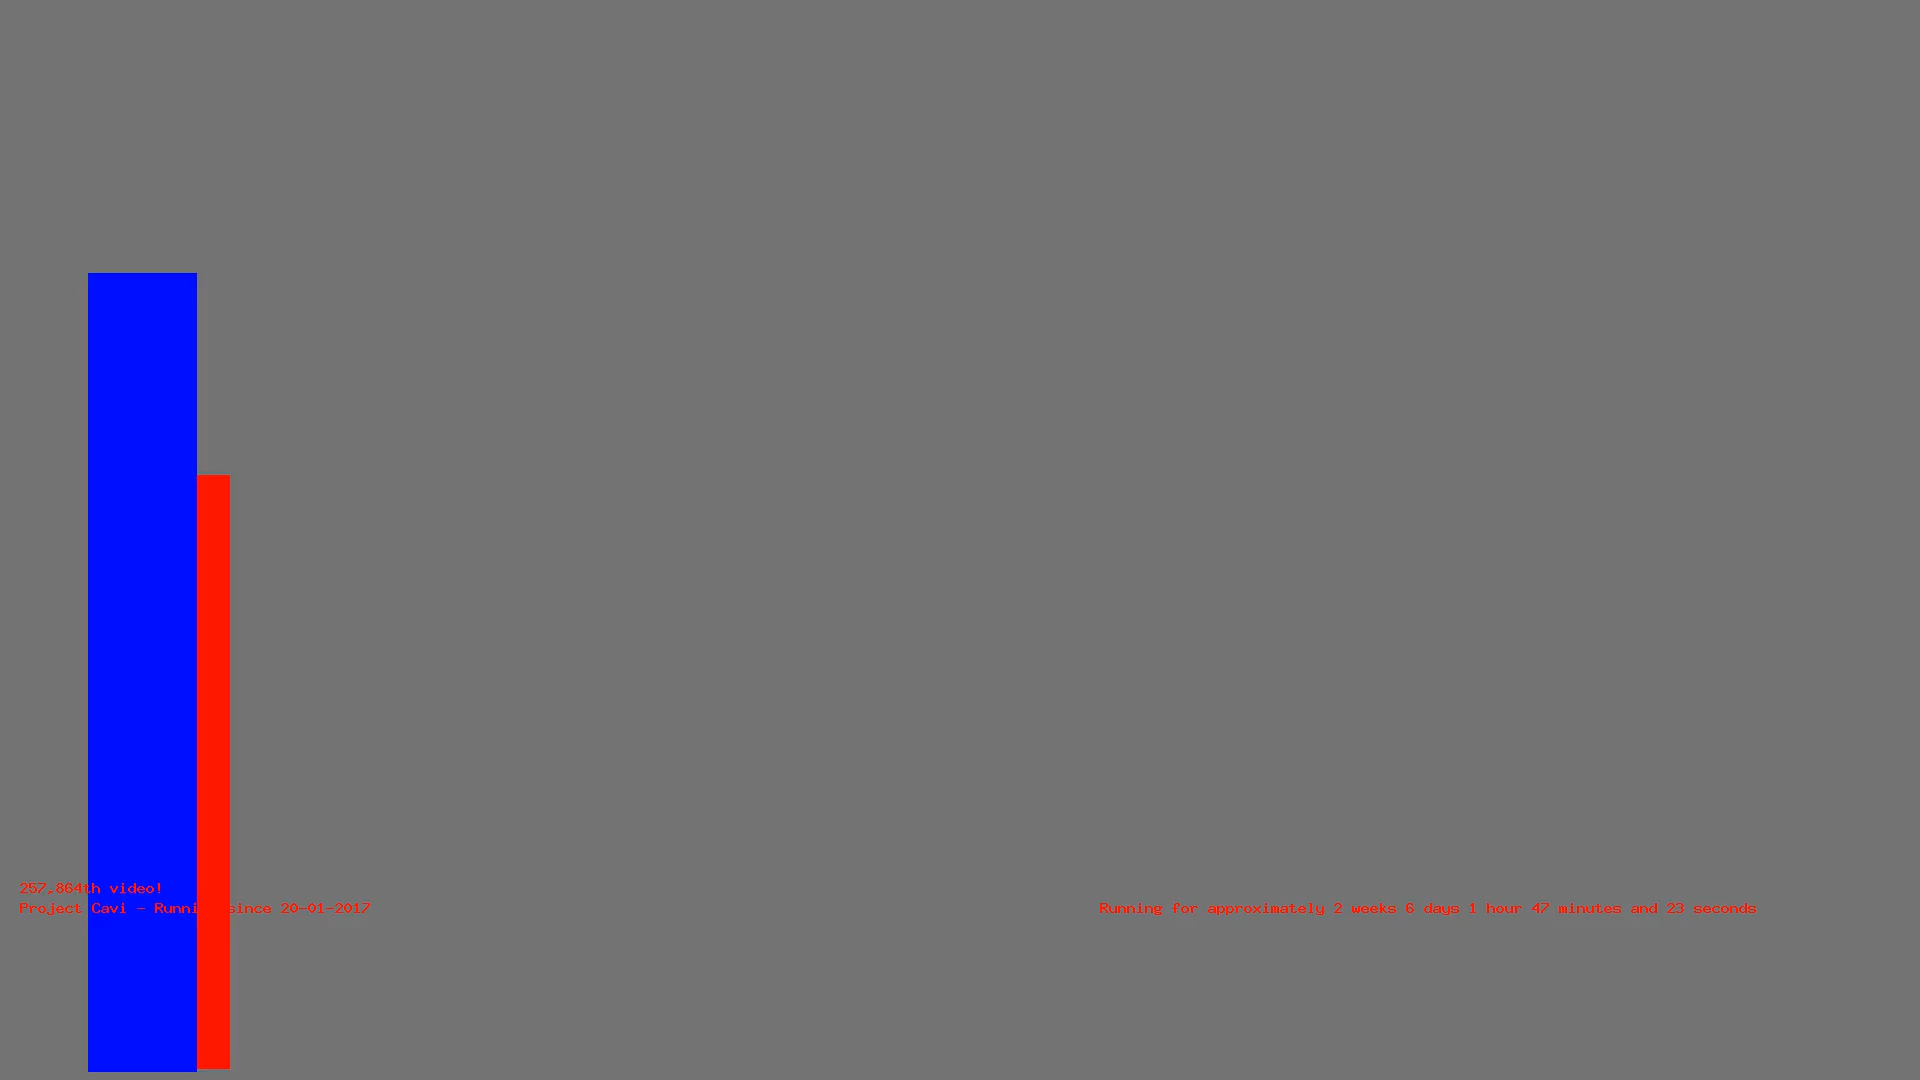 257,864th video!
Project Cavi - Runni since 20-01-2017
Running for approximately 2 weeks 6 days 1 hour 47 minutes and 23 seconds